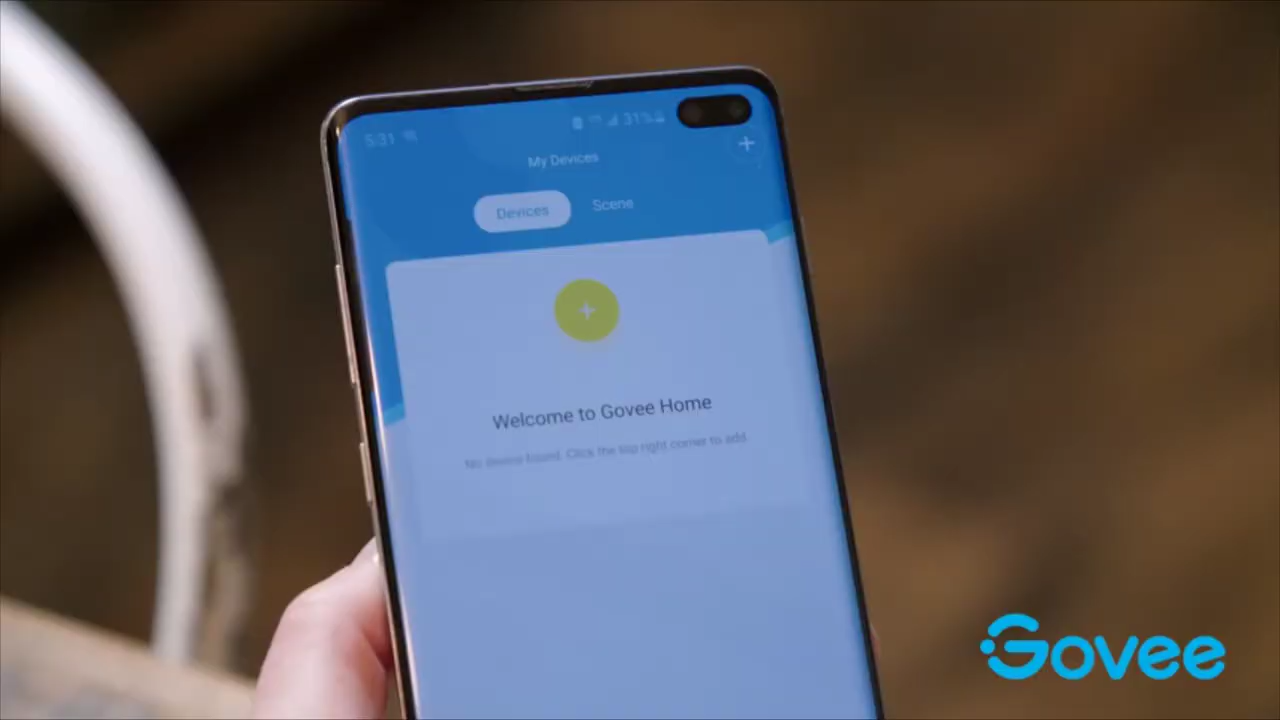 5:31 31%
My Devices
Devices Scene
Welcome to Govee Home
No device found. Click the top right corner to add.
Govee